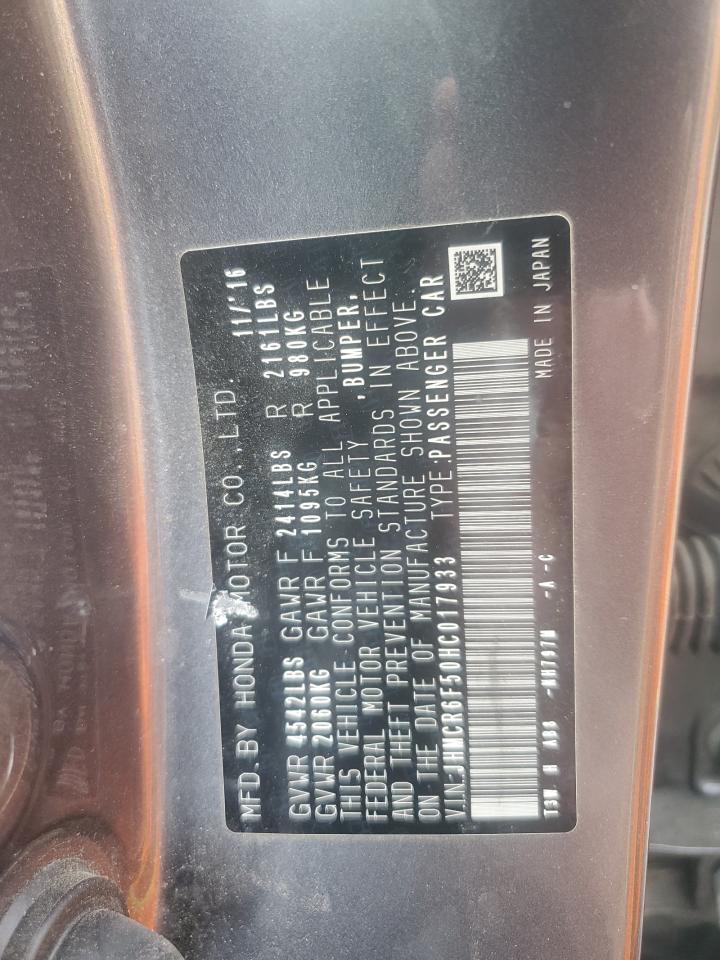 MFD. BY HONDA MOTOR CO., LTD. 11/'16
GVWR 4542LBS GAWR F 2414LBS R 2161LBS
GVWR 2060KG GAWR F 1095KG R 980KG
THIS VEHICLE CONFORMS TO ALL APPLICABLE
FEDERAL MOTOR VEHICLE SAFETY ,BUMPER,
AND THEFT PREVENTION STANDARDS IN EFFECT
ON THE DATE OF MANUFACTURE SHOWN ABOVE.
VIN:JHMCR6F50HC017933 TYPE:PASSENGER CAR
-A -C MADE IN JAPAN